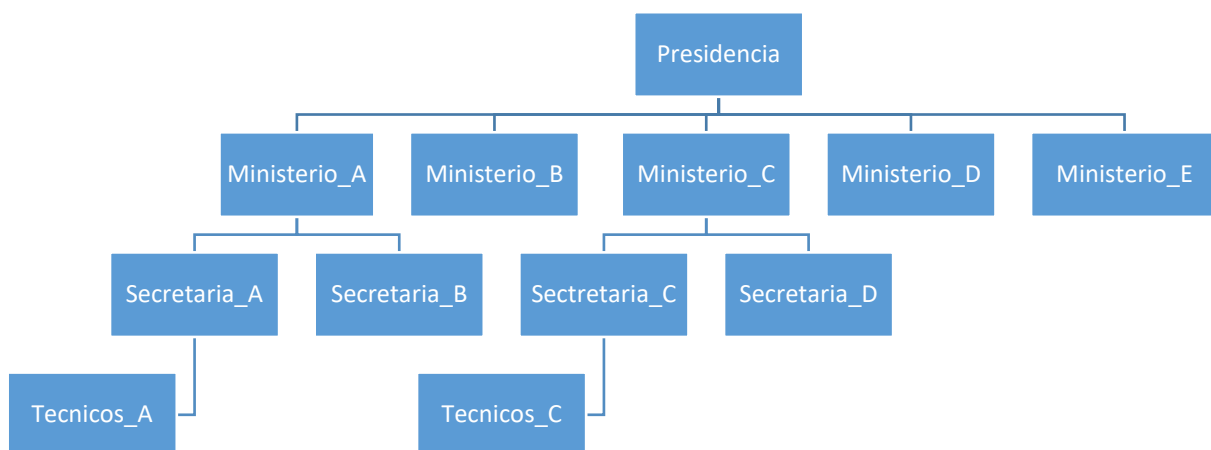 Presidencia
Ministerio_A
Ministerio_B
Ministerio_C
Ministerio_D
Ministerio_E
Secretaria_A
Secretaria_B
Sectretaria_C
Secretaria_D
Tecnicos_A
Tecnicos_C